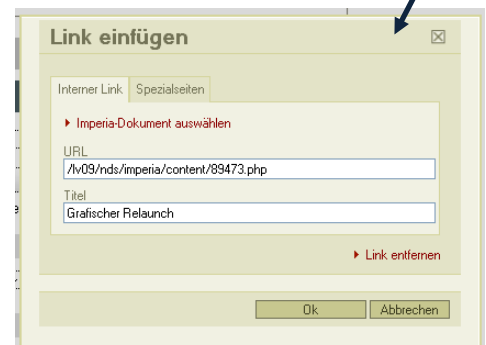 Link einfügen
Interner Link Spezialseiten
Imperia-Dokument auswählen
URL
/lv09/nds/imperia/content/89473.php
Titel
Grafischer Relaunch
Link entfernen
Ok Abbrechen